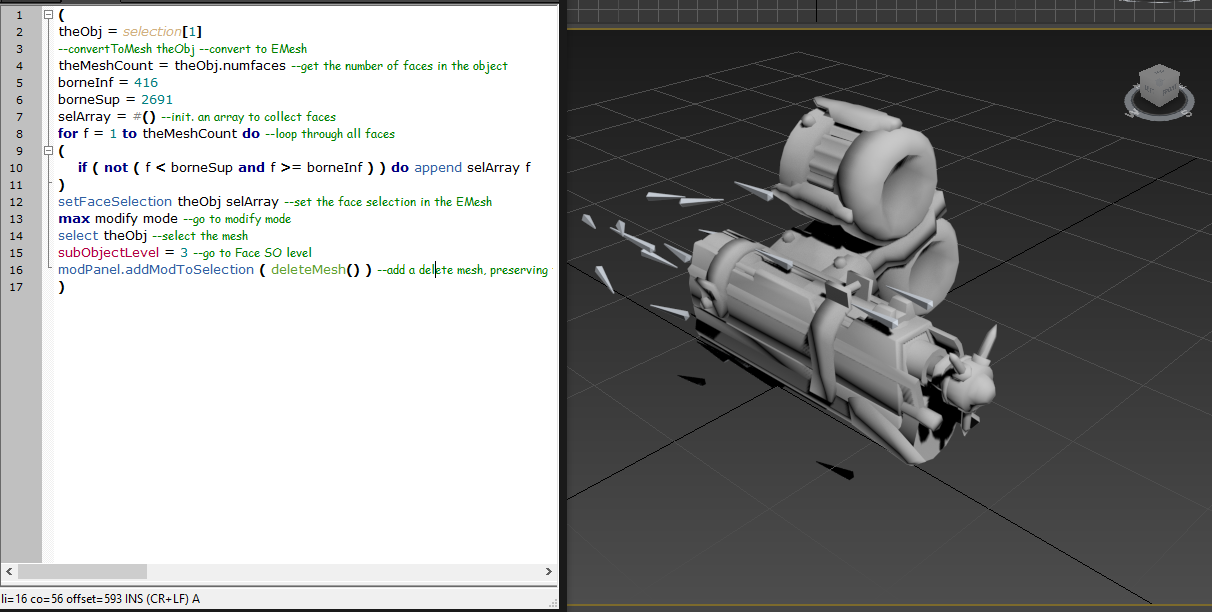 1 (
2 theObj = selection[1]
3 --convertToMesh theObj --convert to EMesh
4 theMeshCount = theObj.numfaces --get the number of faces in the object
5 borneInf = 416
6 borneSup = 2691
7 selArray = #() --init. an array to collect faces
8 for f = 1 to theMeshCount do --loop through all faces
9 (
10 if ( not ( f < borneSup and f >= borneInf ) ) do append selArray f
11 )
12 setFaceSelection theObj selArray --set the face selection in the EMesh
13 max modify mode --go to modify mode
14 select theObj --select the mesh
15 subObjectLevel = 3 --go to Face SO level
16 modPanel.addModToSelection ( deleteMesh() ) --add a delete mesh, preserving
17 )
li=16 co=56 offset=593 INS (CR+LF) A